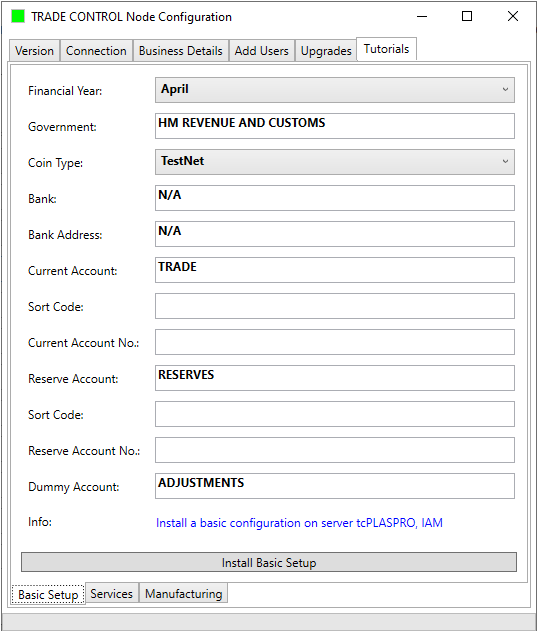 TRADE CONTROL Node Configuration
Version Connection Business Details Add Users Upgrades Tutorials
Financial Year: April
Government: HM REVENUE AND CUSTOMS
Coin Type: TestNet
Bank: N/A
Bank Address: N/A
Current Account: TRADE
Sort Code:
Current Account No.:
Reserve Account: RESERVES
Sort Code:
Reserve Account No.:
Dummy Account: ADJUSTMENTS
Info: Install a basic configuration on server tcPLASPRO, IAM
Install Basic Setup
Basic Setup Services Manufacturing